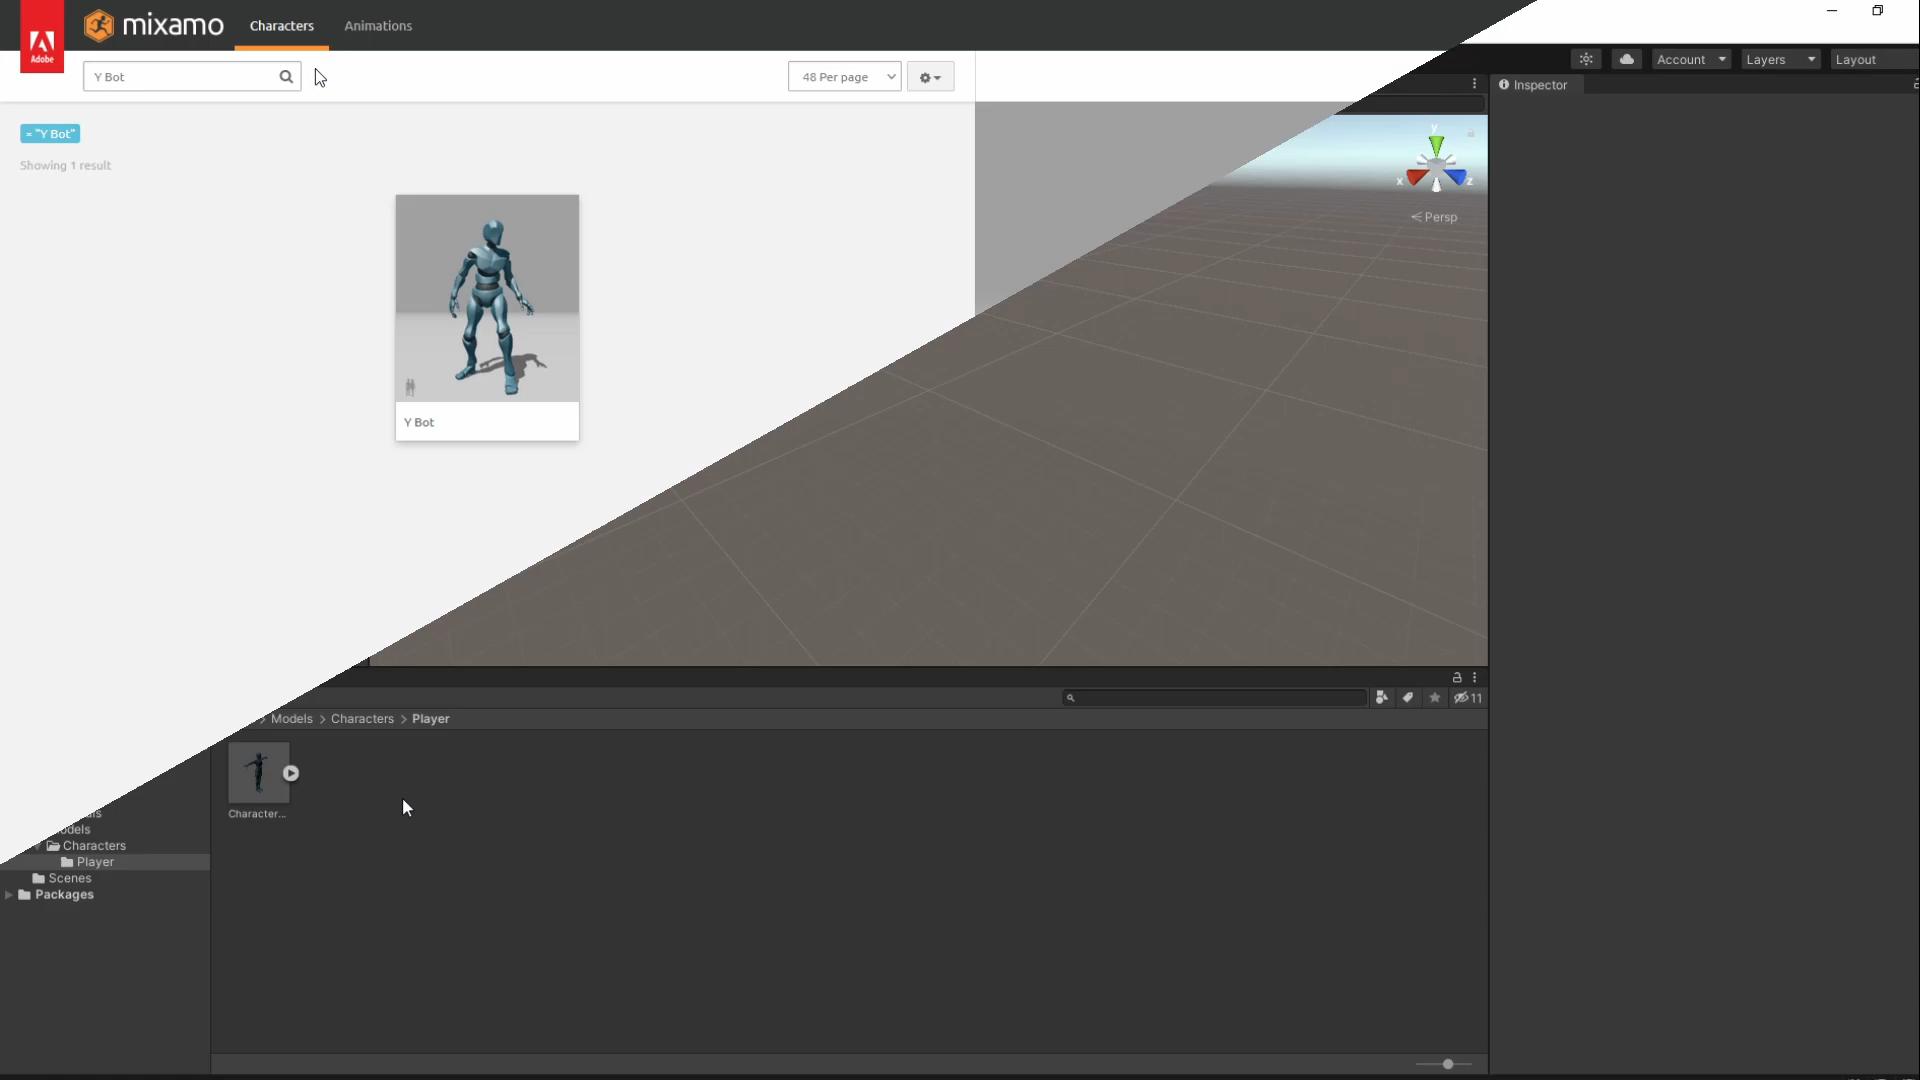 Adobe
mixamo
Characters
Animations
Y Bot
48 Per page
× "Y Bot"
Showing 1 result
Y Bot
Account
Layers
Layout
Inspector
y
x
z
Persp
11
> Models > Characters > Player
Character...
Characters
Player
Scenes
Packages